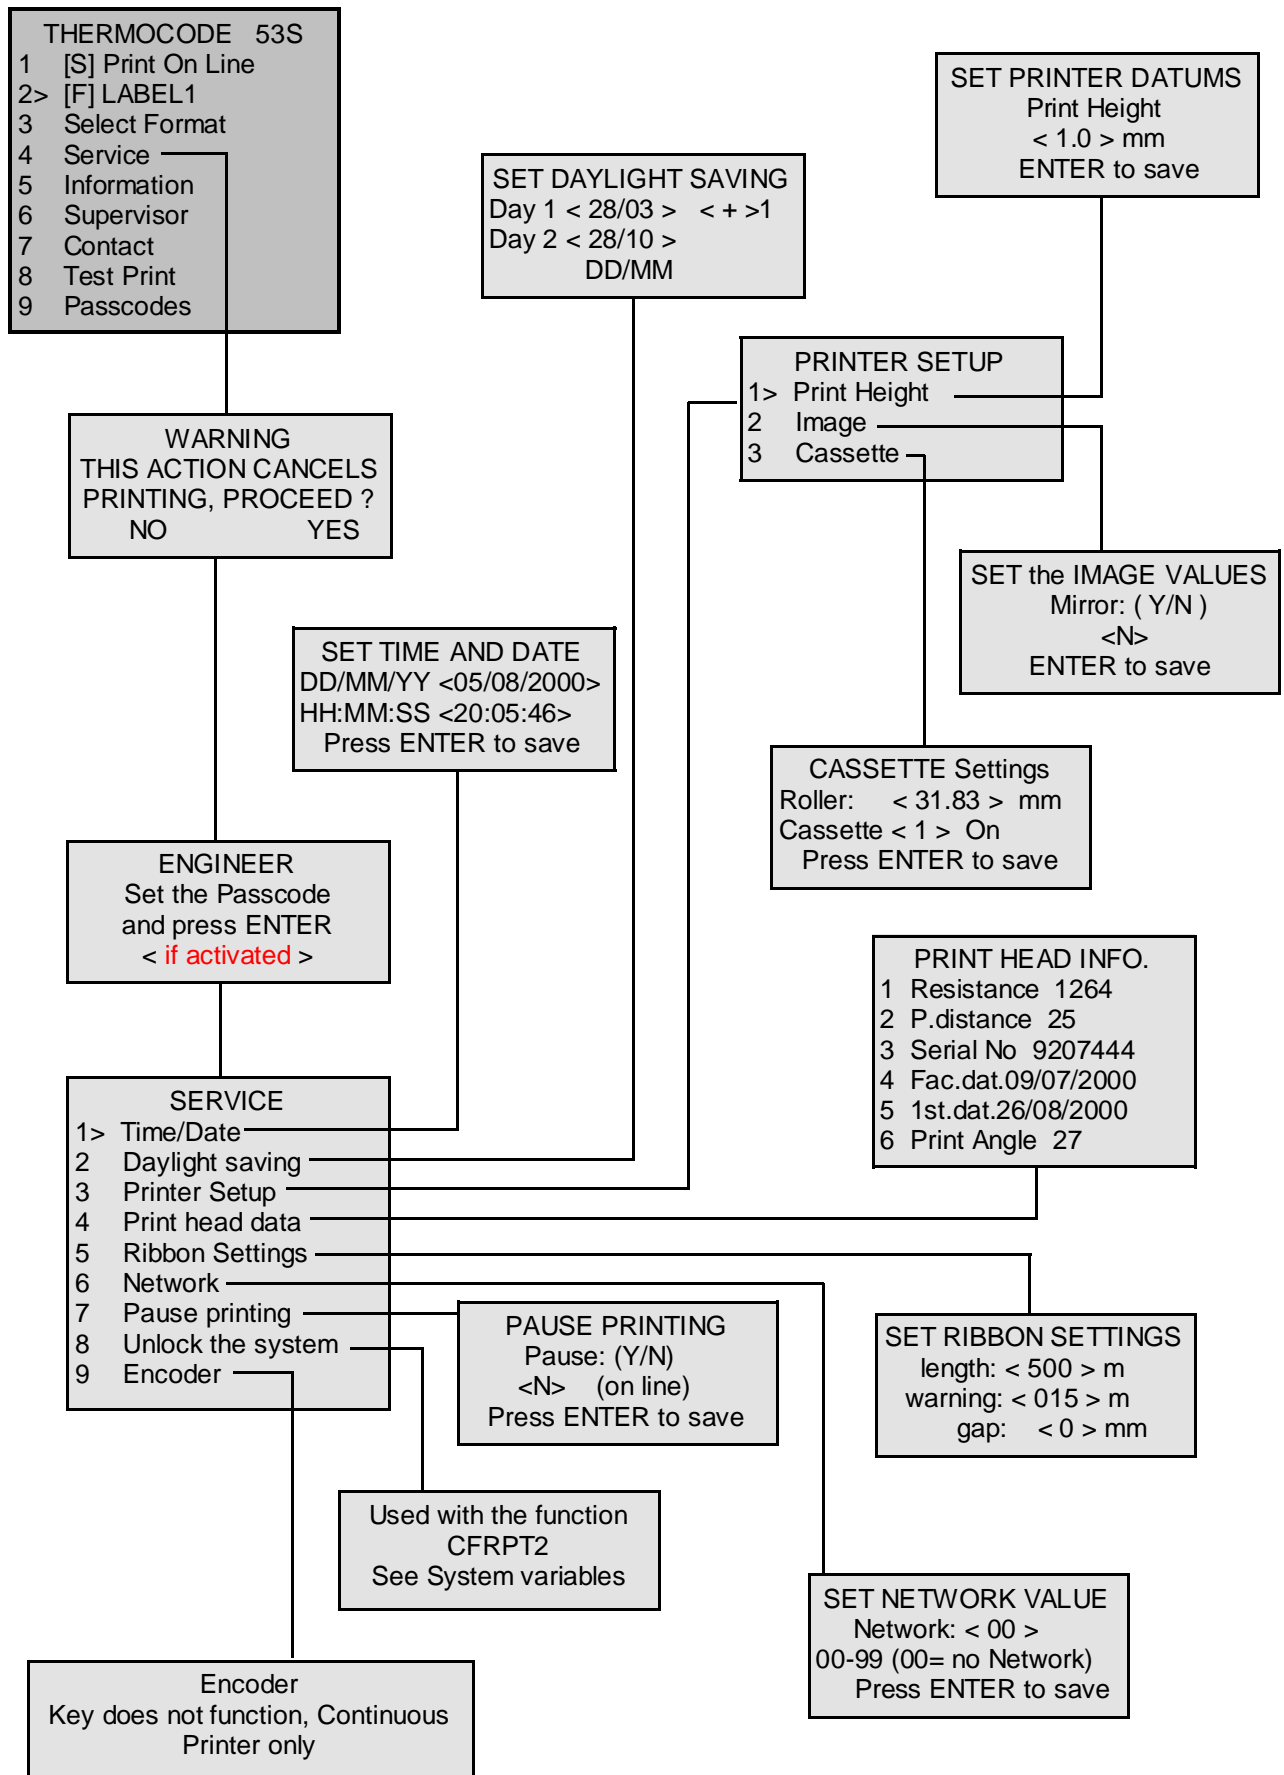 THERMOCODE 53S
1 [S] Print On Line
2> [F] LABEL1
3 Select Format
4 Service
5 Information
6 Supervisor
7 Contact
8 Test Print
9 Passcodes
SET PRINTER DATUMS
Print Height
< 1.0 > mm
ENTER to save
SET DAYLIGHT SAVING
Day 1 < 28/03 > < + >1
Day 2 < 28/10 >
DD/MM
PRINTER SETUP
1> Print Height
2 Image
3 Cassette
WARNING
THIS ACTION CANCELS
PRINTING, PROCEED ?
NO YES
SET the IMAGE VALUES
Mirror: ( Y/N )
<N>
ENTER to save
SET TIME AND DATE
DD/MM/YY <05/08/2000>
HH:MM:SS <20:05:46>
Press ENTER to save
CASSETTE Settings
Roller: < 31.83 > mm
Cassette < 1 > On
Press ENTER to save
ENGINEER
Set the Passcode
and press ENTER
< if activated >
PRINT HEAD INFO.
1 Resistance 1264
2 P.distance 25
3 Serial No 9207444
4 Fac.dat.09/07/2000
5 1st.dat.26/08/2000
6 Print Angle 27
SERVICE
1> Time/Date
2 Daylight saving
3 Printer Setup
4 Print head data
5 Ribbon Settings
6 Network
7 Pause printing
8 Unlock the system
9 Encoder
PAUSE PRINTING
Pause: (Y/N)
<N> (on line)
Press ENTER to save
SET RIBBON SETTINGS
length: < 500 > m
warning: < 015 > m
gap: < 0 > mm
Used with the function
CFRPT2
See System variables
SET NETWORK VALUE
Network: < 00 >
00-99 (00= no Network)
Press ENTER to save
Encoder
Key does not function, Continuous
Printer only